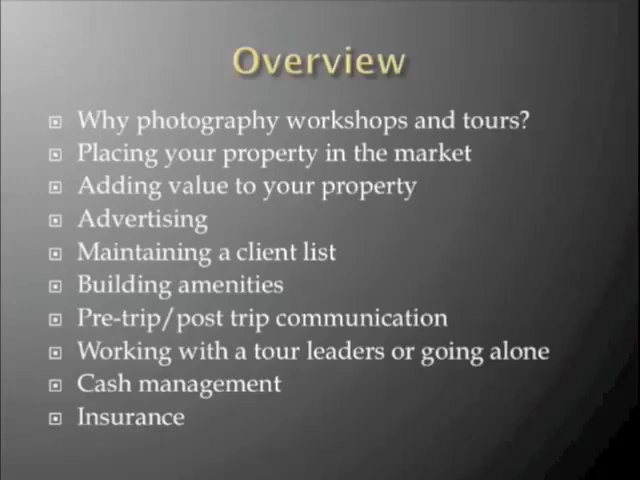 Overview
Why photography workshops and tours?
Placing your property in the market
Adding value to your property
Advertising
Maintaining a client list
Building amenities
Pre-trip/post trip communication
Working with a tour leaders or going alone
Cash management
Insurance